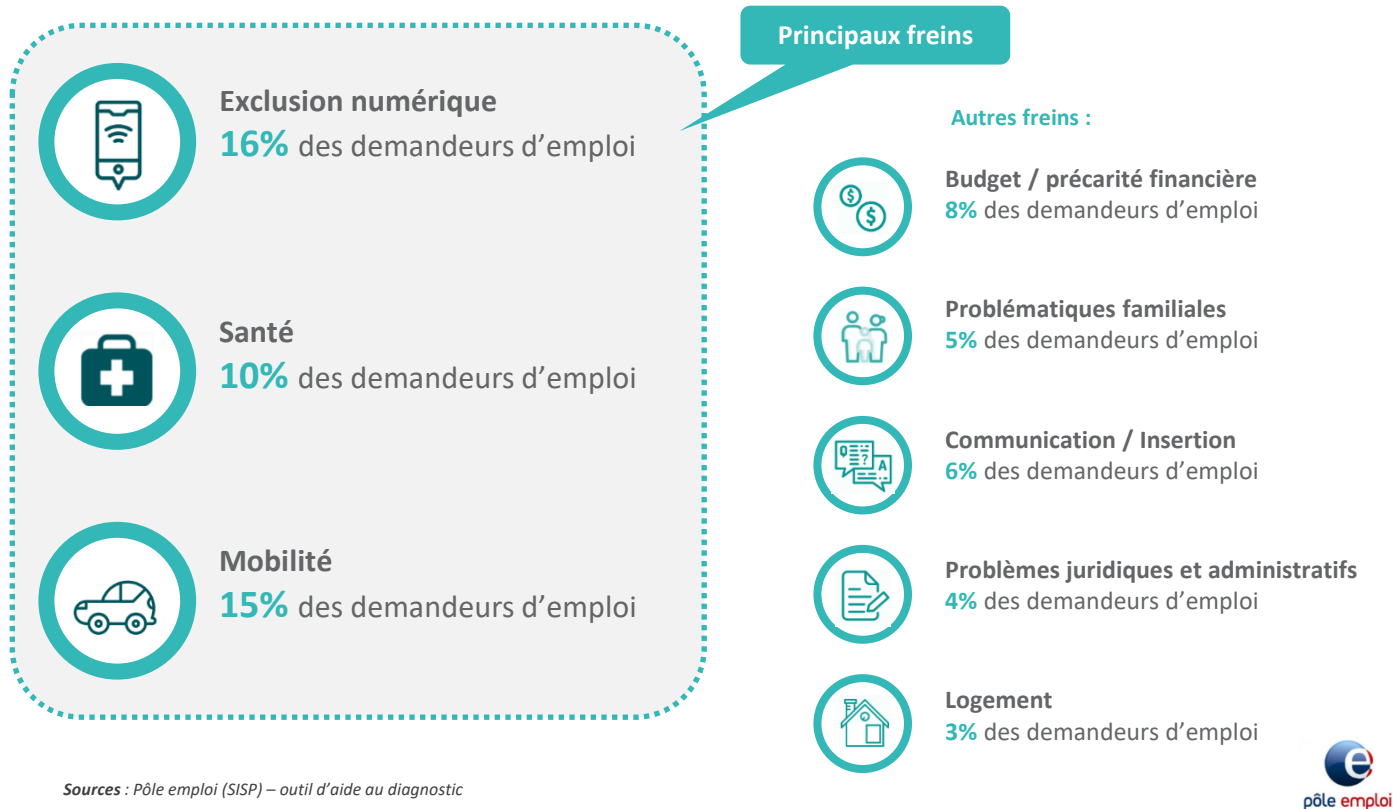 Principaux freins
Exclusion numérique
16% des demandeurs d’emploi
Santé
10% des demandeurs d’emploi
Mobilité
15% des demandeurs d’emploi
Autres freins :
Budget / précarité financière
8% des demandeurs d’emploi
Problématiques familiales
5% des demandeurs d’emploi
Communication / Insertion
6% des demandeurs d’emploi
Problèmes juridiques et administratifs
4% des demandeurs d’emploi
Logement
3% des demandeurs d’emploi
Sources : Pôle emploi (SISP) – outil d’aide au diagnostic
pôle emploi